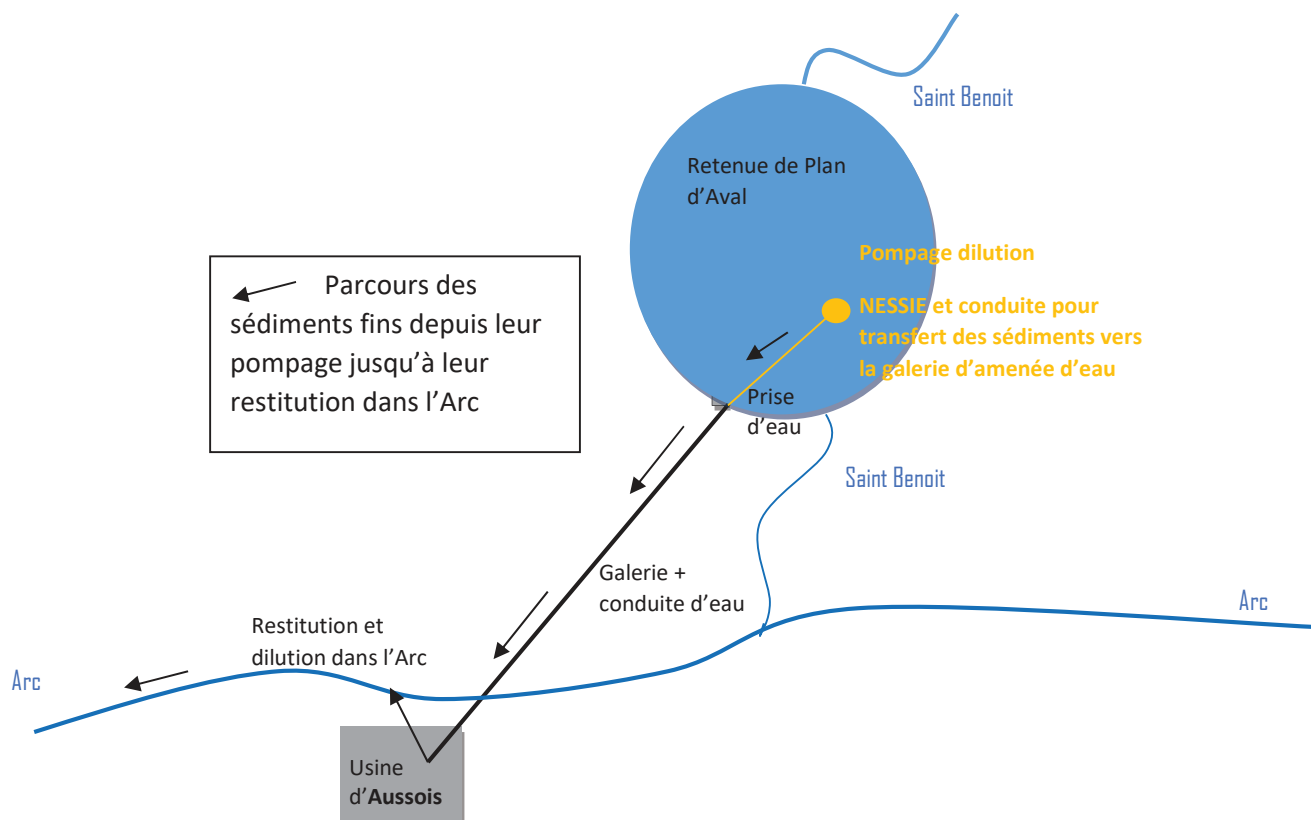 Saint Benoit
Retenue de Plan
d’Aval
Pompage dilution
NESSIE et conduite pour
transfert des sédiments vers
la galerie d’amenée d’eau
Parcours des
sédiments fins depuis leur
pompage jusqu’à leur
restitution dans l’Arc
Prise
d’eau
Saint Benoit
Galerie +
conduite d’eau
Arc
Restitution et
dilution dans l’Arc
Arc
Usine
d’Aussois